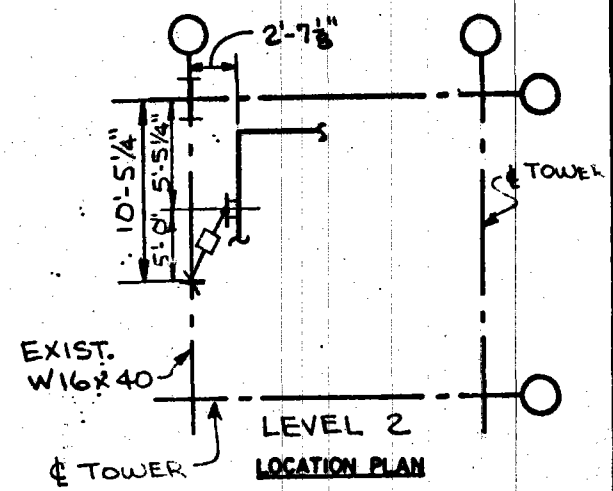 2'-7⅛"
10'-5¼"
5'-5¼"
5'-0"
℄ TOWER
EXIST.
W16x40
LEVEL 2
℄ TOWER
LOCATION PLAN